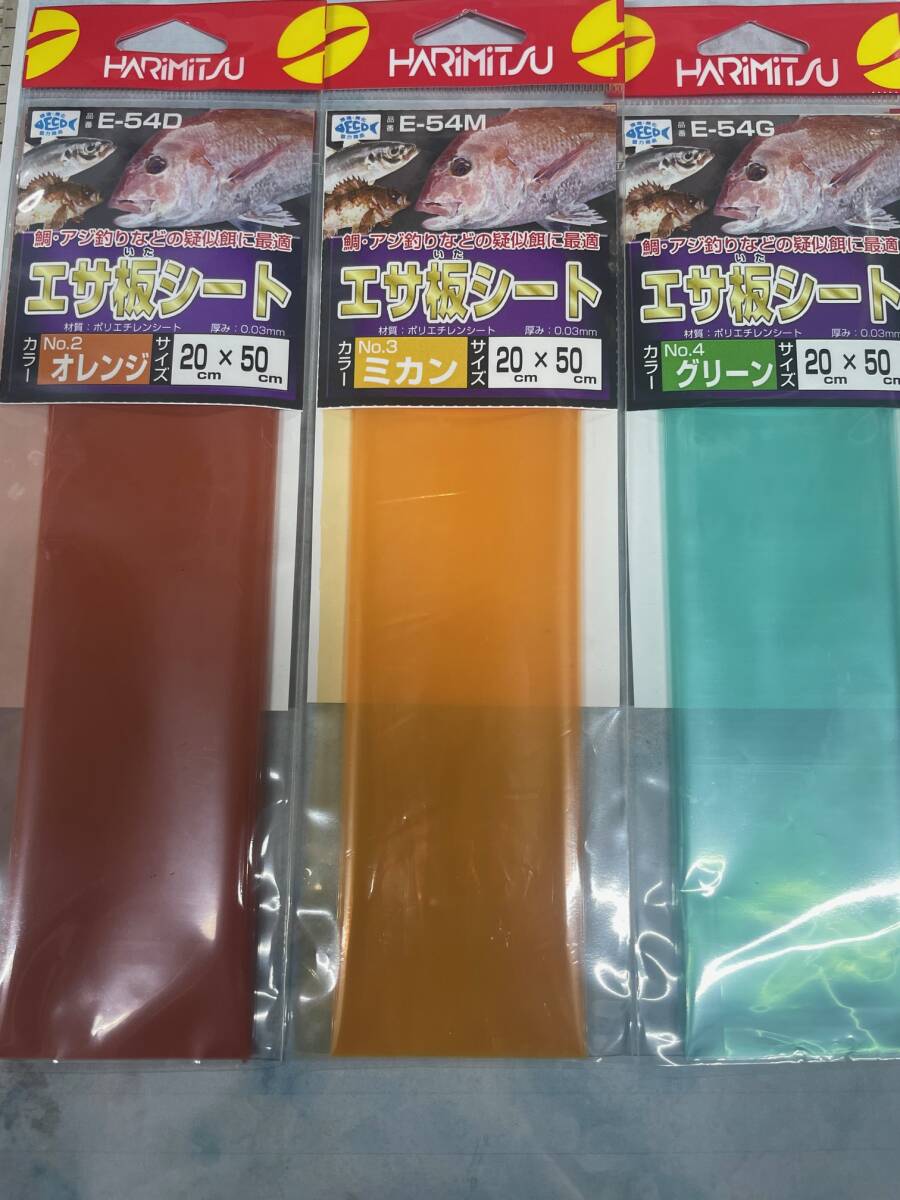 HARiMiTSU
品番 E-54D
ECO
鯛・アジ釣りなどの疑似餌に最適
いた
エサ板シート
材質:ポリエチレンシート 厚み:0.03mm
カラー No.2 オレンジ サイズ 20cm×50cm
HARiMiTSU
品番 E-54M
ECO
鯛・アジ釣りなどの疑似餌に最適
いた
エサ板シート
材質:ポリエチレンシート 厚み:0.03mm
カラー No.3 ミカン サイズ 20cm×50cm
HARiMiTSU
品番 E-54G
ECO
鯛・アジ釣りなどの疑似餌に最適
いた
エサ板シート
材質:ポリエチレンシート 厚み:0.03mm
カラー No.4 グリーン サイズ 20cm×50cm